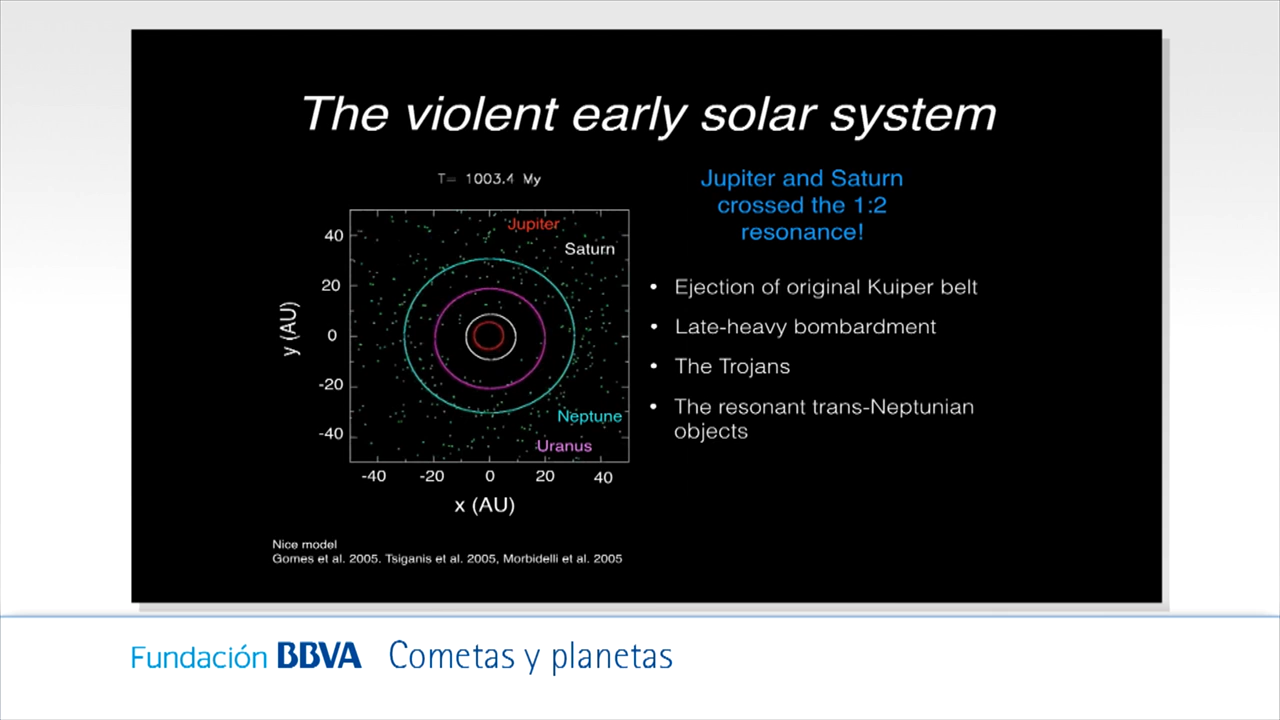 The violent early solar system
T= 1003.4 My
Jupiter and Saturn
crossed the 1:2
resonance!
Jupiter
Saturn
Neptune
Uranus
y (AU)
40
20
0
-20
-40
-40 -20 0 20 40
x (AU)
• Ejection of original Kuiper belt
• Late-heavy bombardment
• The Trojans
• The resonant trans-Neptunian
objects
Nice model
Gomes et al. 2005. Tsiganis et al. 2005, Morbidelli et al. 2005
Fundación BBVA Cometas y planetas